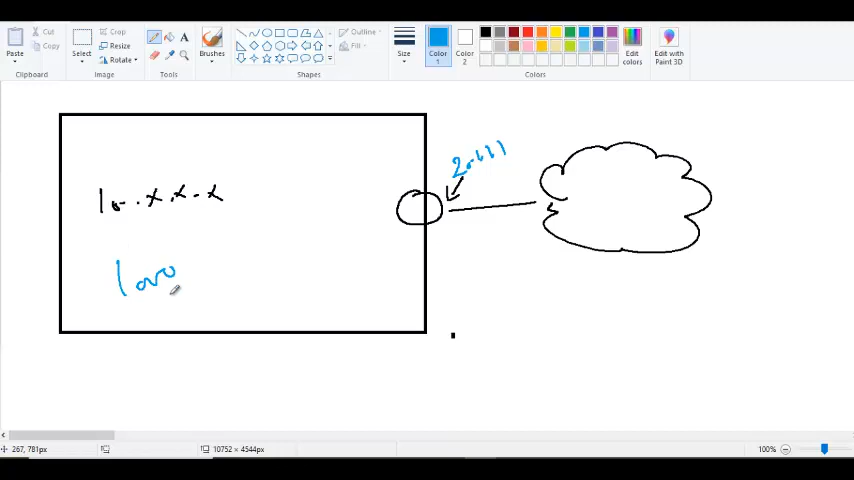 Cut
Copy
Paste
Clipboard
Select
Crop
Resize
Rotate
Image
Tools
Brushes
Outline
Fill
Shapes
Size
Color
1
Color
2
Edit
colors
Edit with
Paint 3D
Colors
10.x.x.x
1000
267, 781px
10752 × 4544px
100%